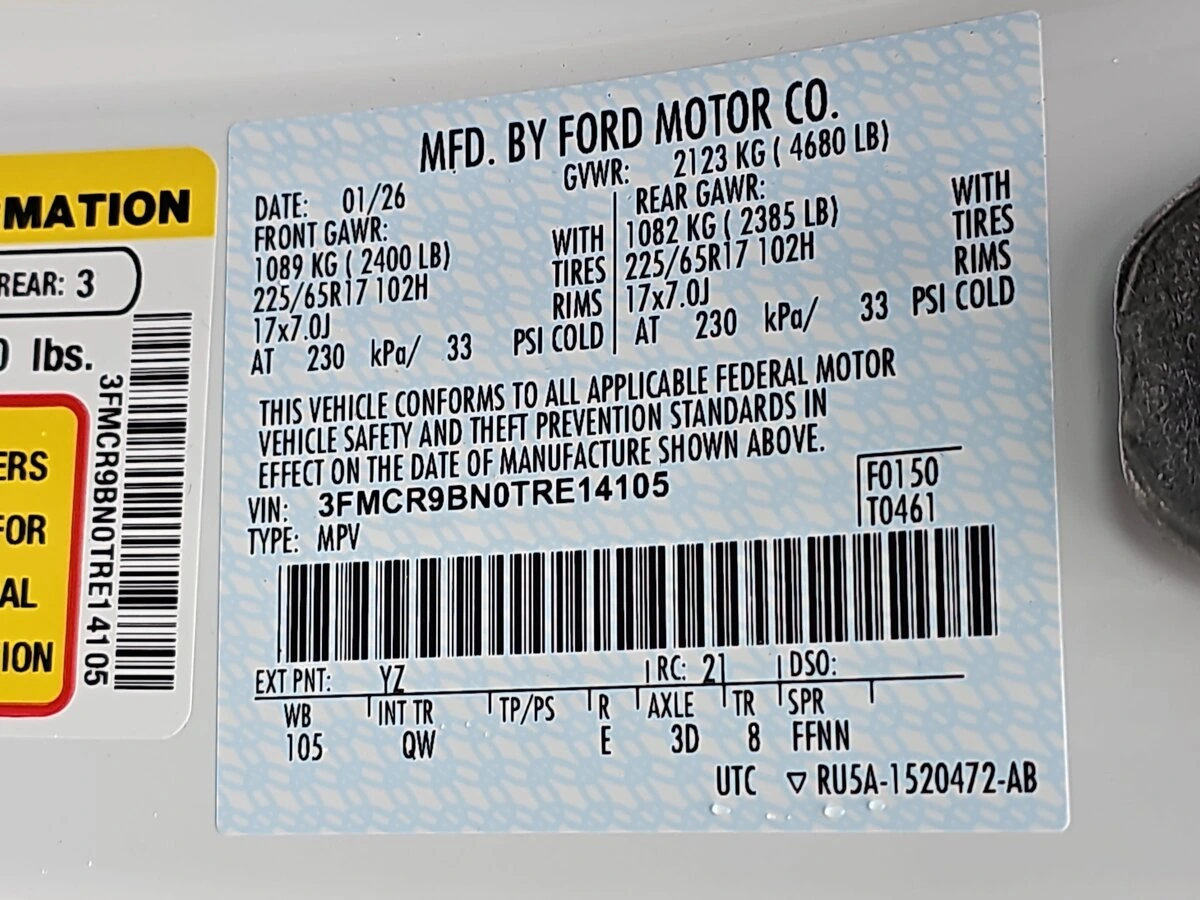 MATION
REAR: 3
lbs.
ERS
FOR
AL
ION
3FMCR9BN0TRE14105
MFD. BY FORD MOTOR CO.
DATE: 01/26 GVWR: 2123 KG ( 4680 LB)
FRONT GAWR: REAR GAWR:
1089 KG ( 2400 LB) WITH 1082 KG ( 2385 LB) WITH
225/65R17 102H TIRES 225/65R17 102H TIRES
17x7.0J RIMS 17x7.0J RIMS
AT 230 kPa/ 33 PSI COLD AT 230 kPa/ 33 PSI COLD
THIS VEHICLE CONFORMS TO ALL APPLICABLE FEDERAL MOTOR
VEHICLE SAFETY AND THEFT PREVENTION STANDARDS IN
EFFECT ON THE DATE OF MANUFACTURE SHOWN ABOVE.
VIN: 3FMCR9BN0TRE14105 F0150
TYPE: MPV T0461
EXT PNT: YZ RC: 21 DSO:
WB INT TR TP/PS R AXLE TR SPR
105 QW E 3D 8 FFNN
UTC ▽ RU5A-1520472-AB